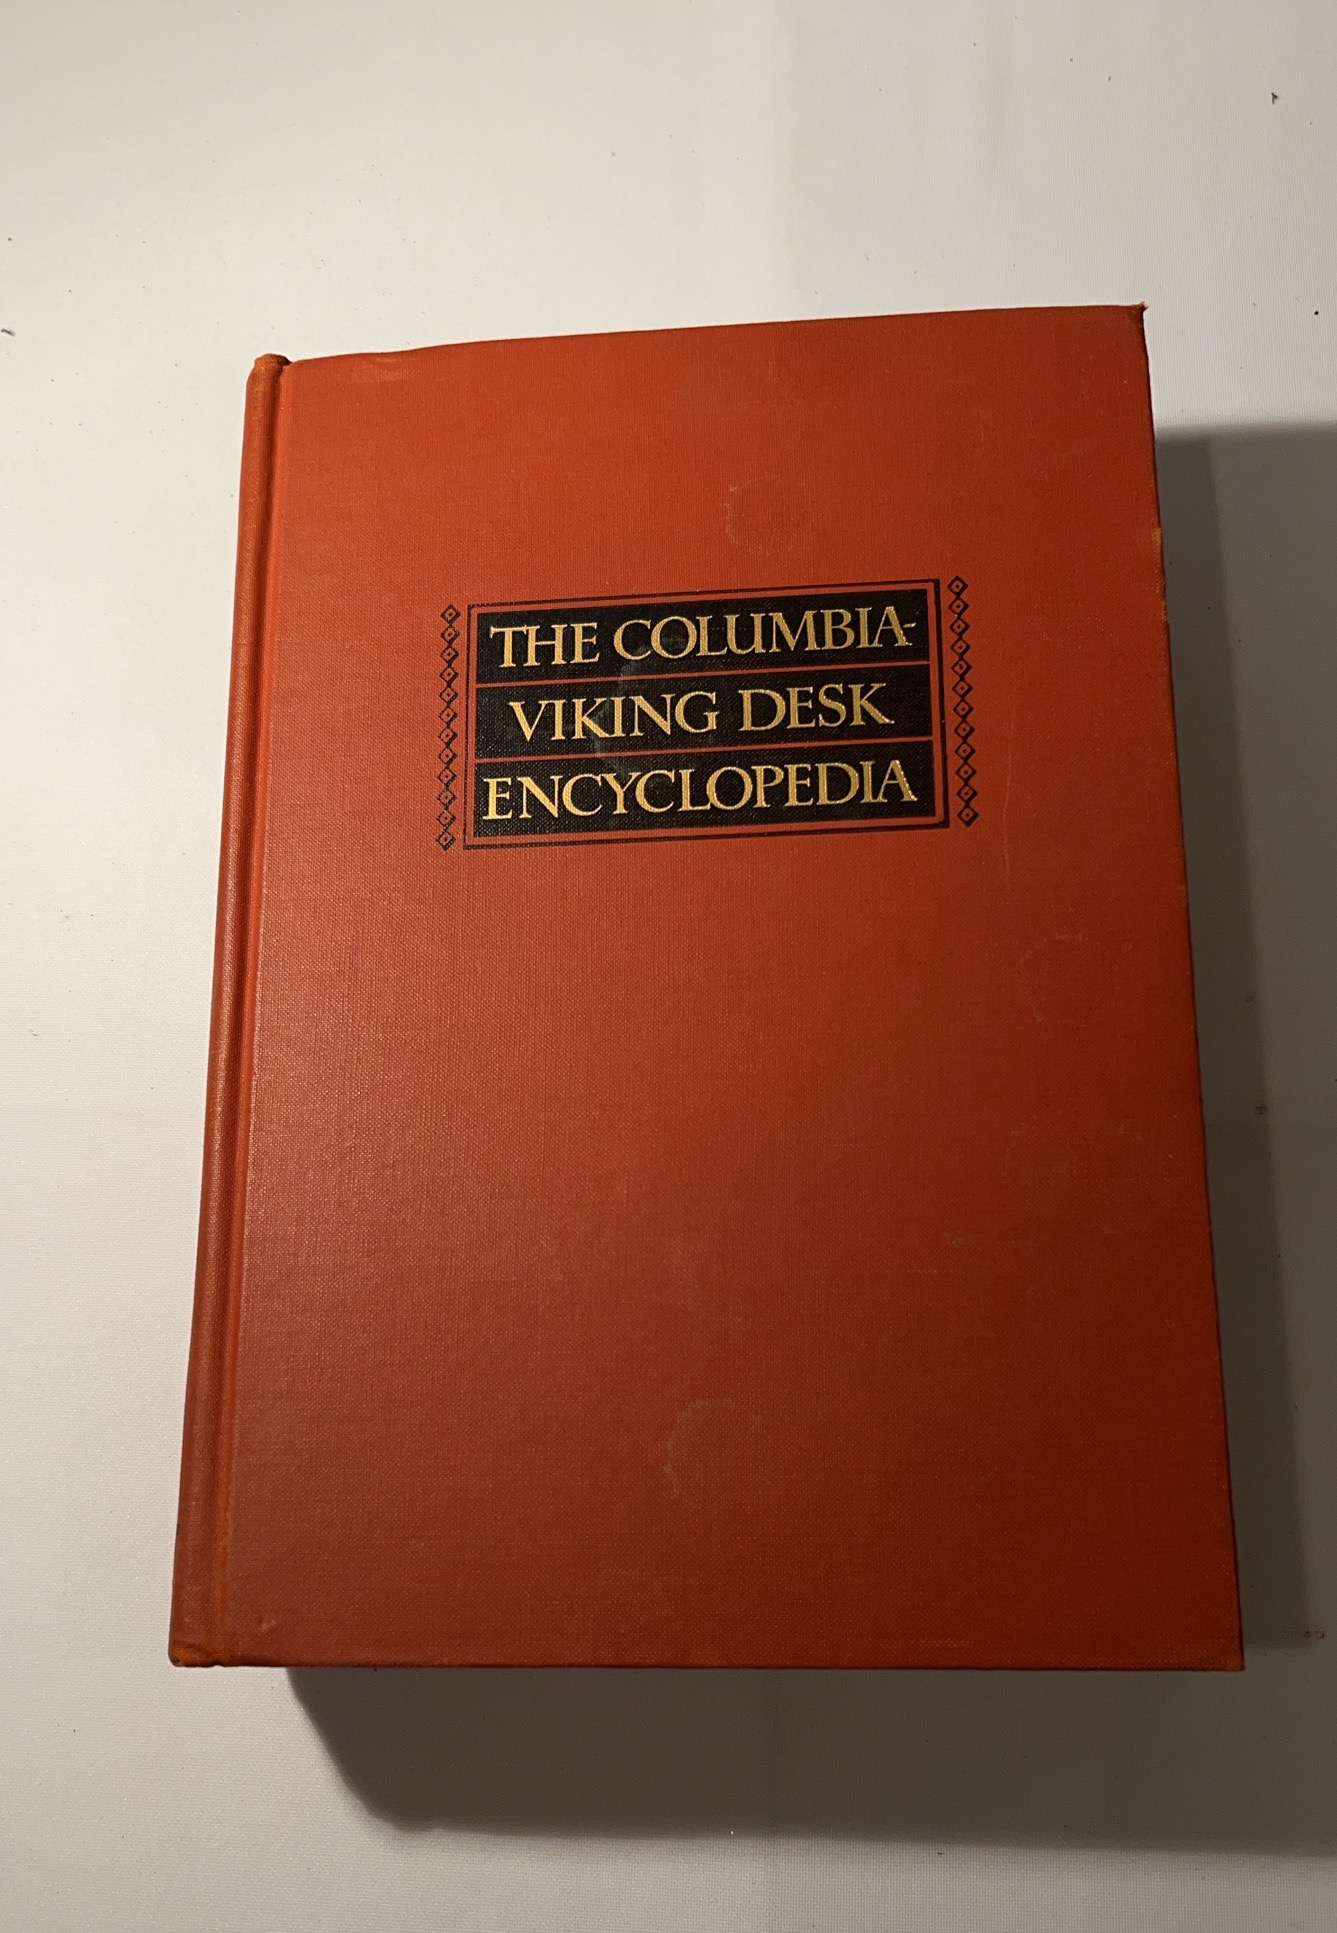 THE COLUMBIA-
VIKING DESK
ENCYCLOPEDIA